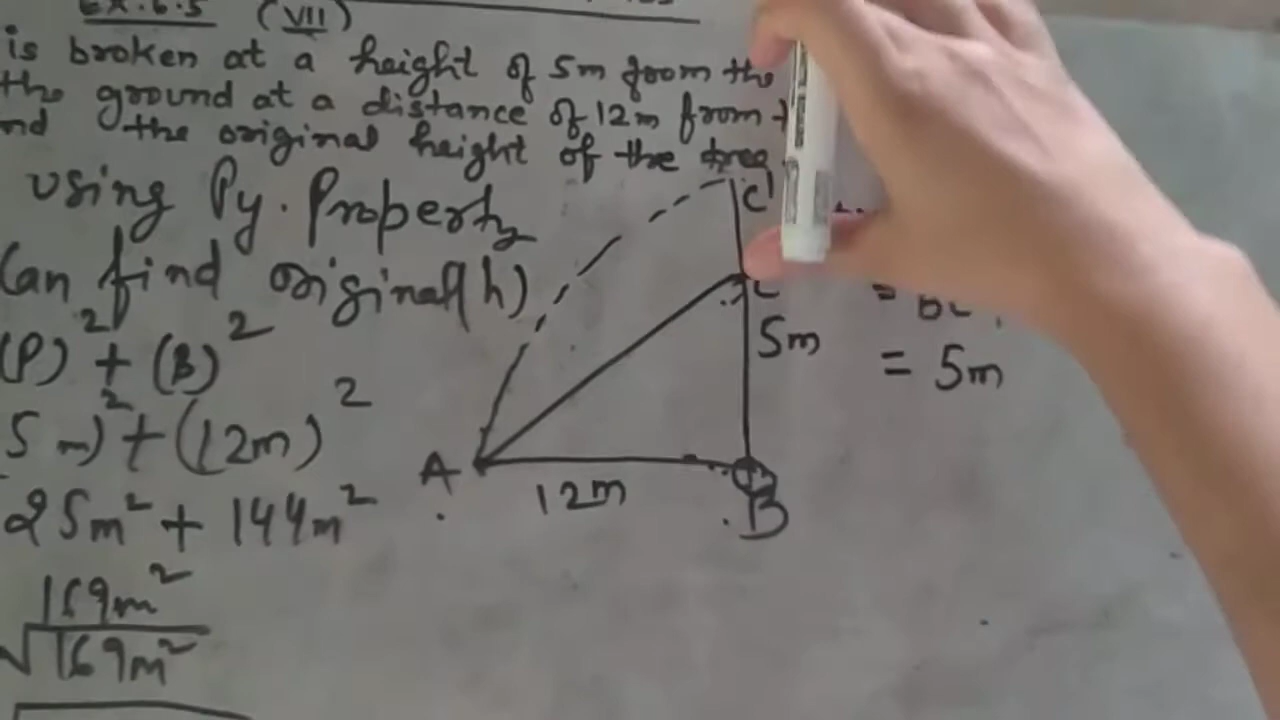 Ex.6.5 (VII)
is broken at a height of 5m from the
the ground at a distance of 12m from
nd the original height of the tree
using Py. Property
Can find original(h)
(P)² + (B)²
5m)² + (12m)²
25m² + 144m²
169m²
√169m²
C'
C
5m
A
12m
B
= BC
= 5m